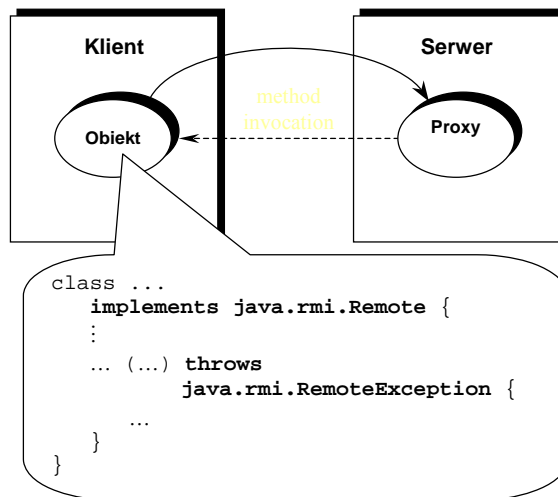 Klient
Serwer
method
invocation
Obiekt
Proxy
class ...
implements java.rmi.Remote {
⋮
... (...) throws
java.rmi.RemoteException {
...
}
}